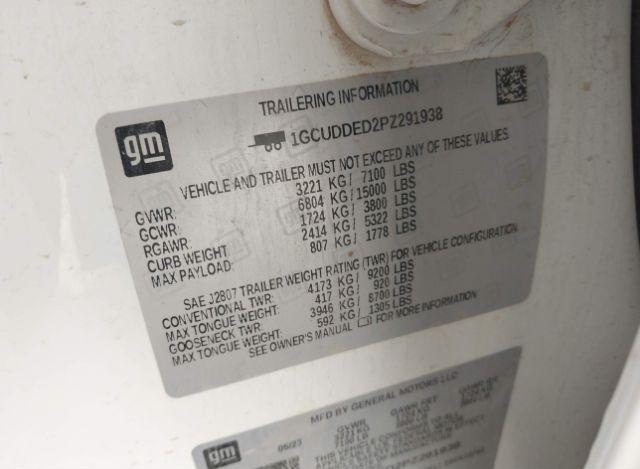 TRAILERING INFORMATION
gm
1GCUDDED2PZ291938
VEHICLE AND TRAILER MUST NOT EXCEED ANY OF THESE VALUES.
GVWR: 3221 KG/ 7100 LBS
GCWR: 6804 KG/ 15000 LBS
RGAWR: 1724 KG/ 3800 LBS
CURB WEIGHT 2414 KG/ 5322 LBS
MAX PAYLOAD: 807 KG/ 1778 LBS
SAE J2807 TRAILER WEIGHT RATING (TWR) FOR VEHICLE CONFIGURATION
CONVENTIONAL TWR: 4173 KG/ 9200 LBS
MAX TONGUE WEIGHT: 417 KG/ 920 LBS
GOOSENECK TWR: 3946 KG/ 8700 LBS
MAX TONGUE WEIGHT: 592 KG/ 1305 LBS
SEE OWNER'S MANUAL FOR MORE INFORMATION
gm
MFD BY GENERAL MOTORS LLC
05/23 GVWR GAWR FRT GAWR RR